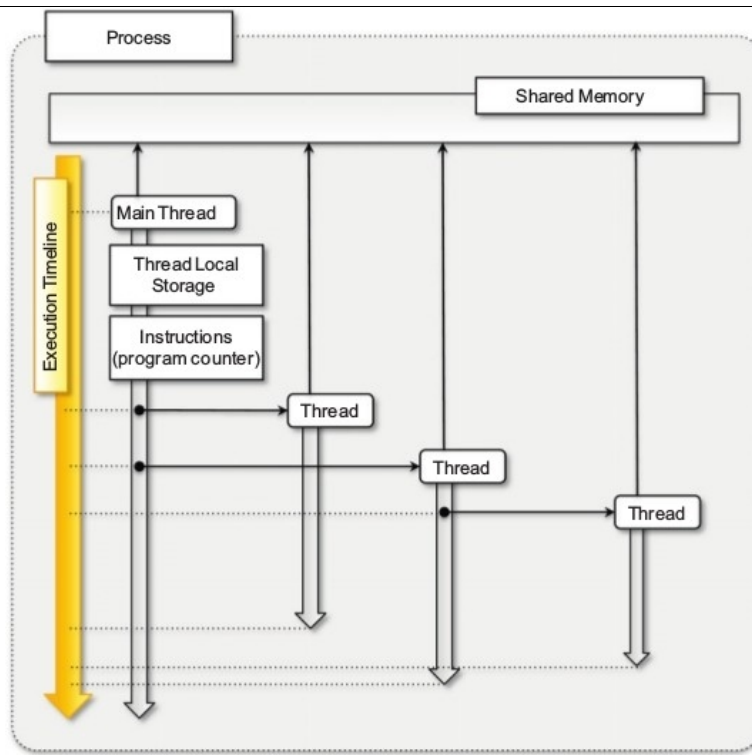 Process
Shared Memory
Execution Timeline
Main Thread
Thread Local
Storage
Instructions
(program counter)
Thread
Thread
Thread